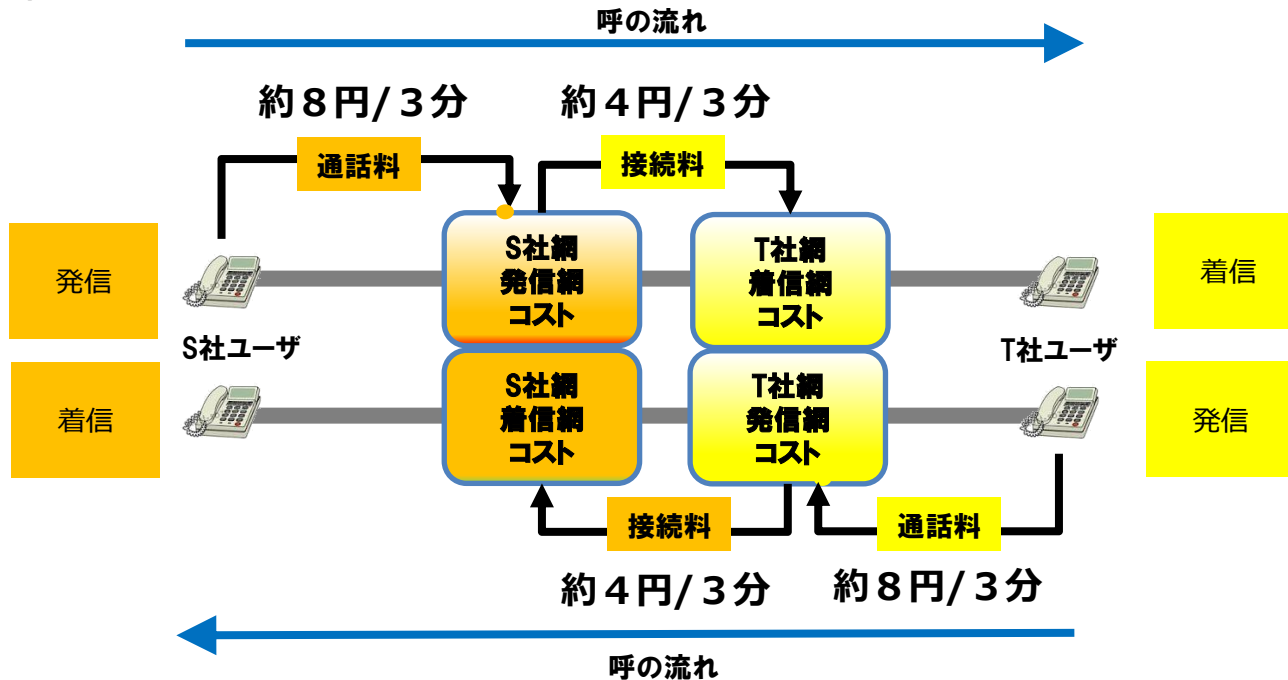 呼の流れ
約８円/３分
約４円/３分
通話料
接続料
発信
S社網
発信網
コスト
T社網
着信網
コスト
着信
S社ユーザ
T社ユーザ
着信
S社網
着信網
コスト
T社網
発信網
コスト
発信
接続料
通話料
約４円/３分
約８円/３分
呼の流れ